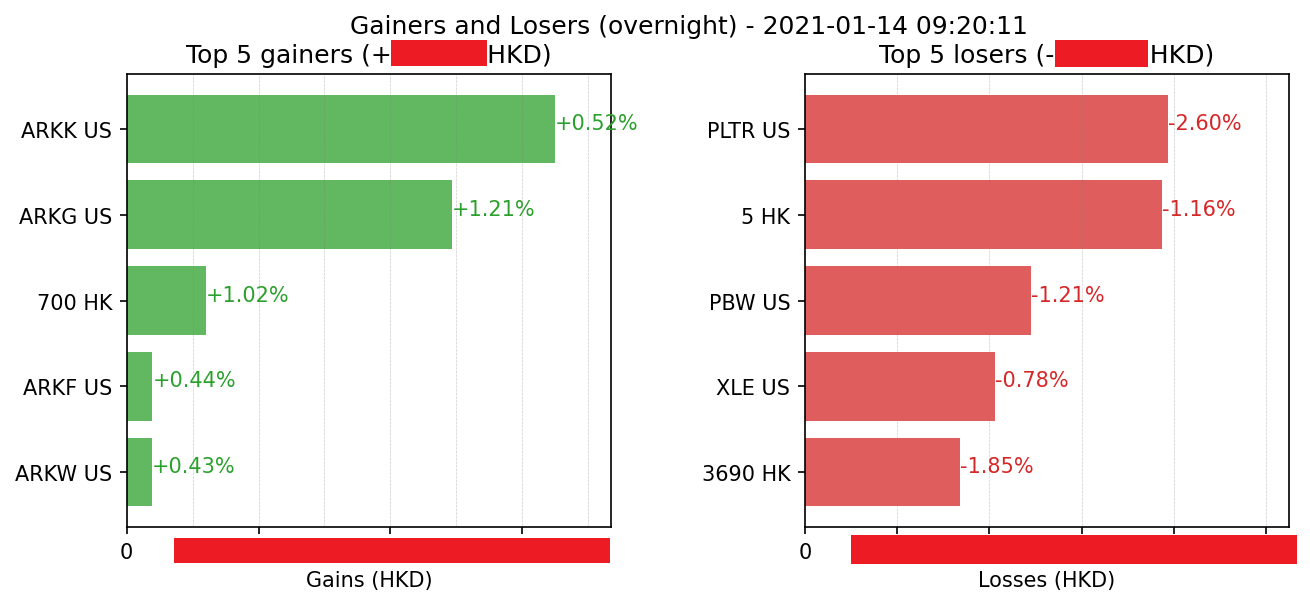 Gainers and Losers (overnight) - 2021-01-14 09:20:11
Top 5 gainers (+ HKD)
ARKK US +0.52%
ARKG US +1.21%
700 HK +1.02%
ARKF US +0.44%
ARKW US +0.43%
0
Gains (HKD)
Top 5 losers (- HKD)
PLTR US -2.60%
5 HK -1.16%
PBW US -1.21%
XLE US -0.78%
3690 HK -1.85%
0
Losses (HKD)